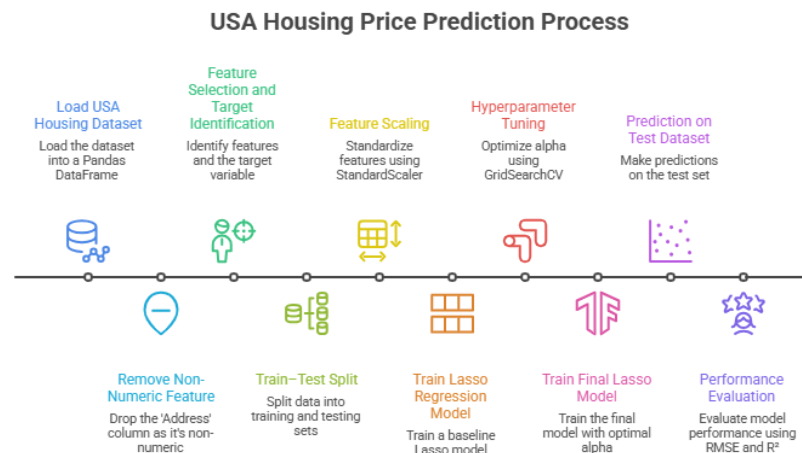 USA Housing Price Prediction Process
Load USA
Housing Dataset
Load the dataset
into a Pandas
DataFrame
Remove Non-
Numeric Feature
Drop the 'Address'
column as it's non-
numeric
Feature
Selection and
Target
Identification
Identify features
and the target
variable
Train–Test Split
Split data into
training and testing
sets
Feature Scaling
Standardize
features using
StandardScaler
Train Lasso
Regression
Model
Train a baseline
Lasso model
Hyperparameter
Tuning
Optimize alpha
using
GridSearchCV
Train Final Lasso
Model
Train the final
model with optimal
alpha
Prediction on
Test Dataset
Make predictions
on the test set
Performance
Evaluation
Evaluate model
performance using
RMSE and R²